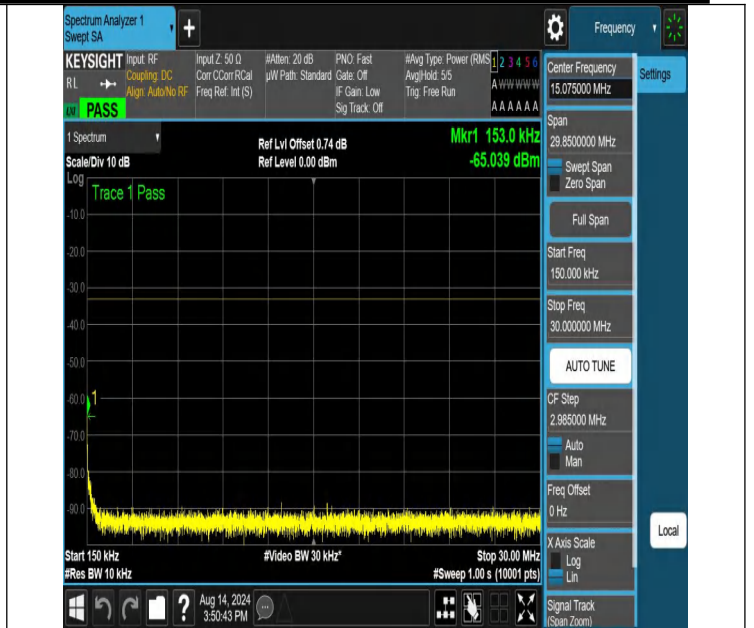 Spectrum Analyzer 1
Swept SA
Frequency
KEYSIGHT
RL
PASS
Input: RF
Coupling: DC
Align: Auto/No RF
Input Z: 50 Ω
Corr CCorr RCal
Freq Ref: Int (S)
#Atten: 20 dB
µW Path: Standard
PNO: Fast
Gate: Off
IF Gain: Low
Sig Track: Off
#Avg Type: Power (RMS
Avg|Hold: 5/5
Trig: Free Run
1 2 3 4 5 6
A W W W W W
A A A A A A
1 Spectrum
Scale/Div 10 dB
Ref Lvl Offset 0.74 dB
Ref Level 0.00 dBm
Mkr1 153.0 kHz
-65.039 dBm
Log
Trace 1 Pass
-10.0
-20.0
-30.0
-40.0
-50.0
-60.0
1
-70.0
-80.0
-90.0
Start 150 kHz
#Video BW 30 kHz*
Stop 30.00 MHz
#Res BW 10 kHz
#Sweep 1.00 s (10001 pts)
?
Aug 14, 2024
3:50:43 PM
Center Frequency
15.075000 MHz
Settings
Span
29.8500000 MHz
Swept Span
Zero Span
Full Span
Start Freq
150.000 kHz
Stop Freq
30.000000 MHz
AUTO TUNE
CF Step
2.985000 MHz
Auto
Man
Freq Offset
0 Hz
X Axis Scale
Log
Lin
Local
Signal Track
(Span Zoom)